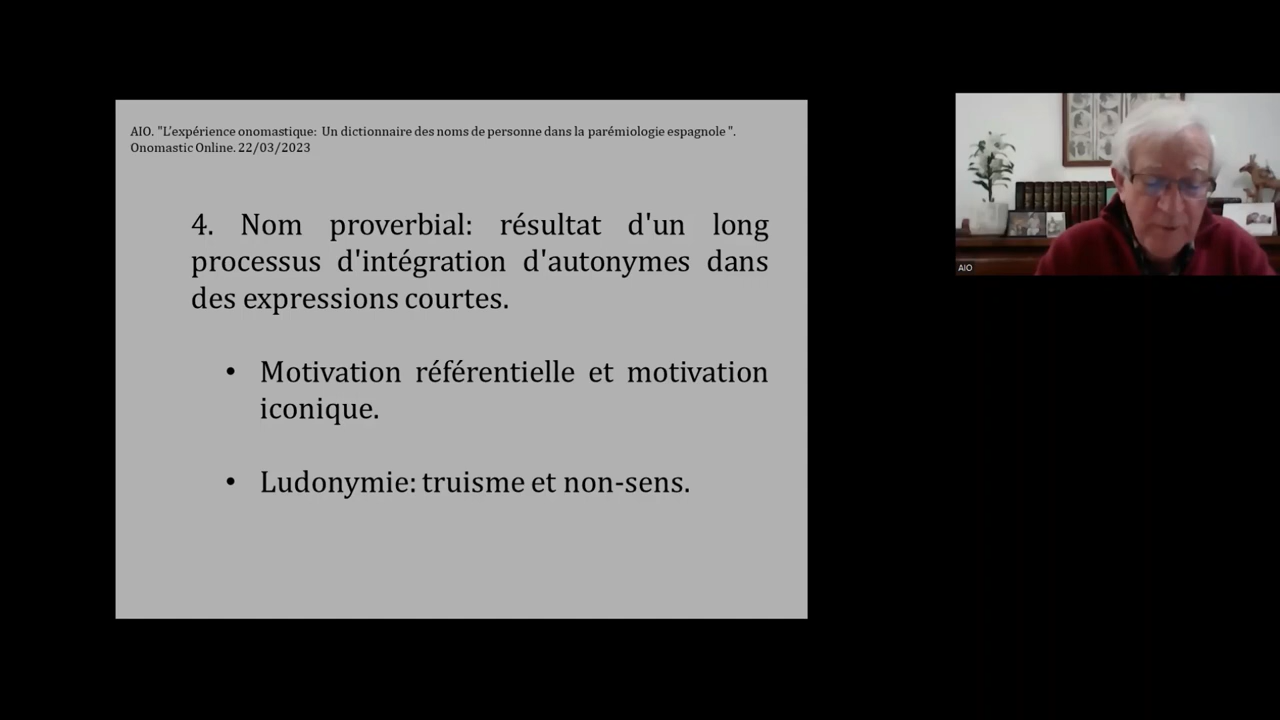 AIO. "L'expérience onomastique: Un dictionnaire des noms de personne dans la parémiologie espagnole ".
Onomastic Online. 22/03/2023
4. Nom proverbial: résultat d'un long
processus d'intégration d'autonymes dans
des expressions courtes.
• Motivation référentielle et motivation
iconique.
• Ludonymie: truisme et non-sens.
AIO